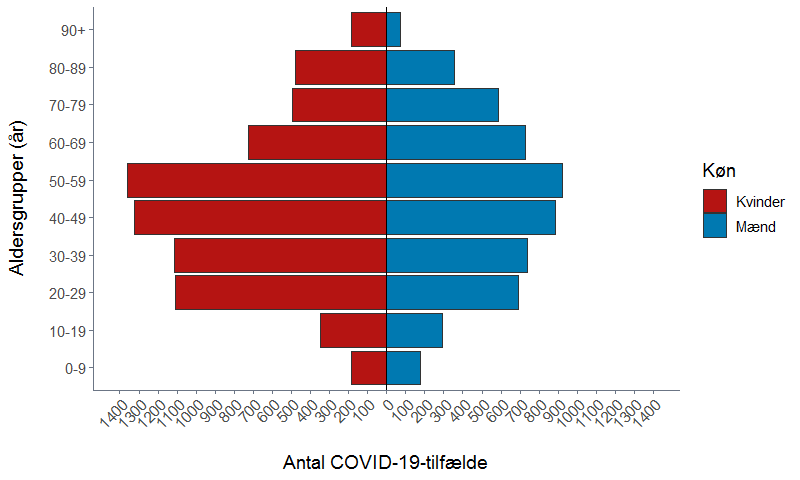 90+
80-89
70-79
60-69
50-59
40-49
30-39
20-29
10-19
0-9
Aldersgrupper (år)
1400 1300 1200 1100 1000 900 800 700 600 500 400 300 200 100 0 100 200 300 400 500 600 700 800 900 1000 1100 1200 1300 1400
Antal COVID-19-tilfælde
Køn
Kvinder
Mænd